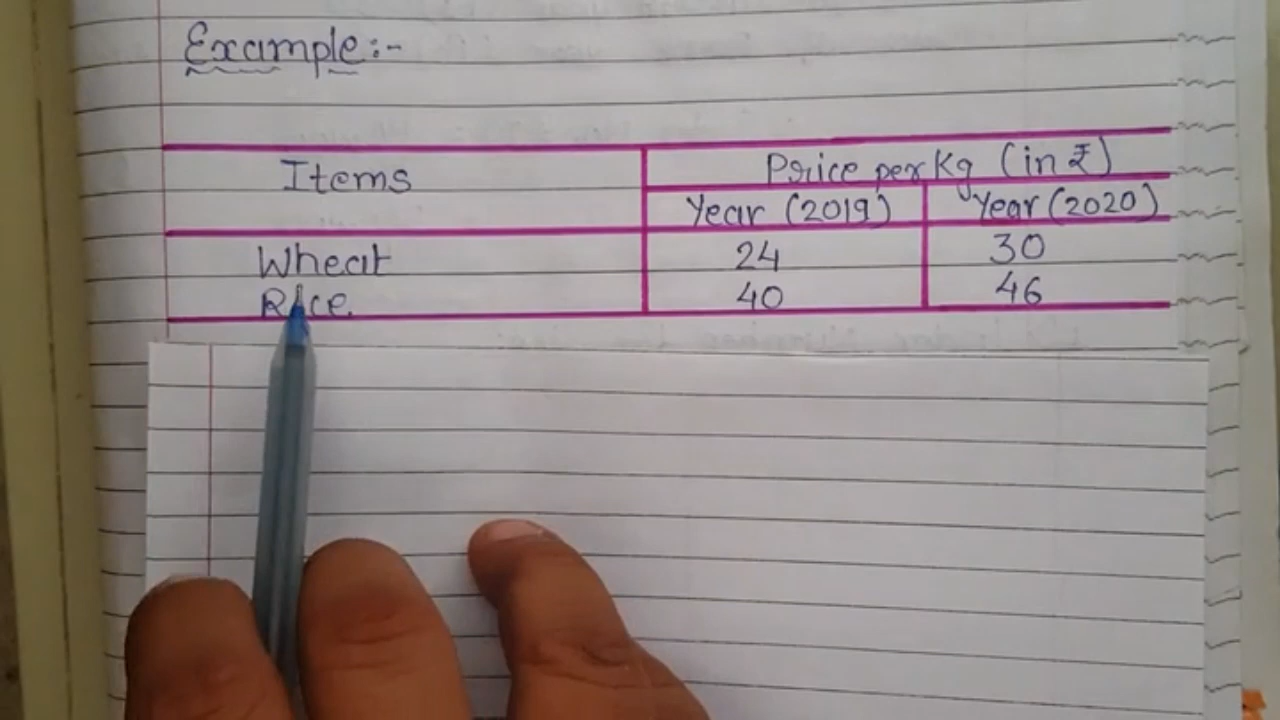 Example:-
Items Price per Kg (in ₹)
Year (2019) Year (2020)
Wheat 24 30
Rice. 40 46